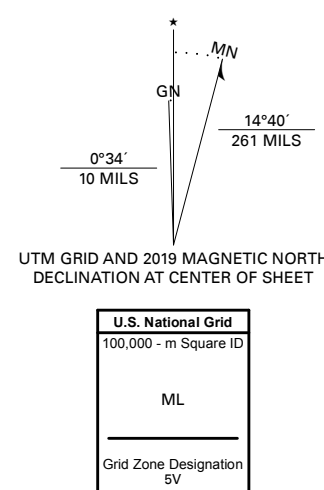 ★
MN
GN
14°40´
261 MILS
0°34´
10 MILS
UTM GRID AND 2019 MAGNETIC NORTH
DECLINATION AT CENTER OF SHEET
U.S. National Grid
100,000 - m Square ID
ML
Grid Zone Designation
5V